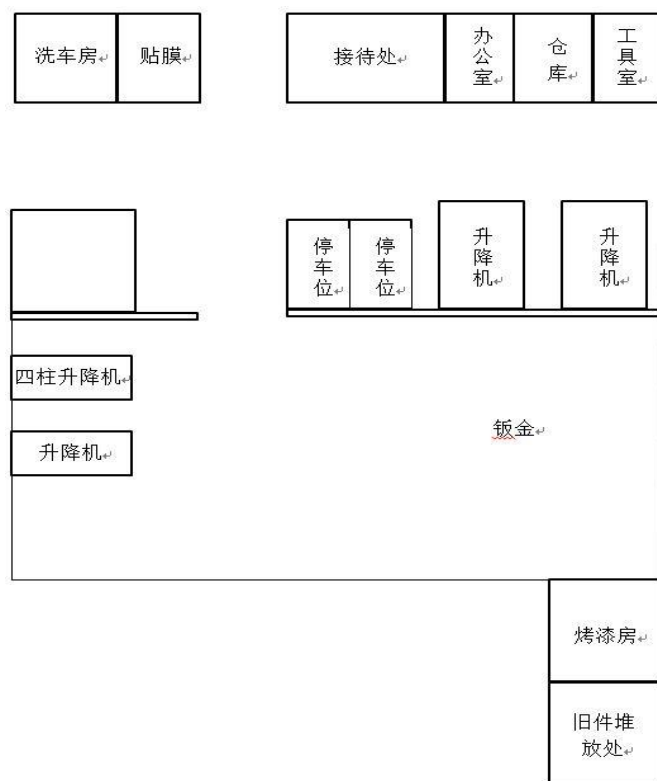 洗车房
贴膜
接待处
办公室
仓库
工具室
停车位
停车位
升降机
升降机
四柱升降机
升降机
钣金
烤漆房
旧件堆
放处